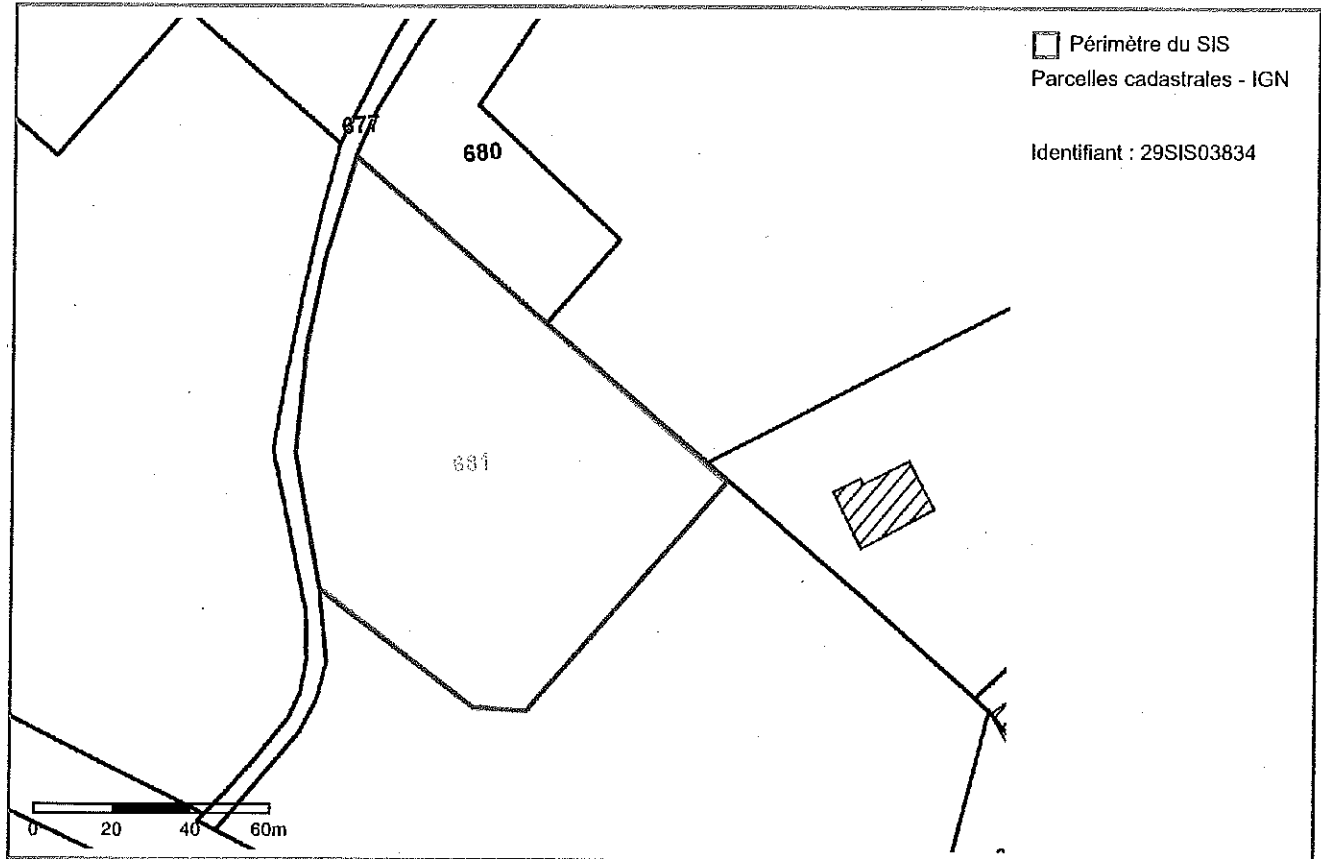 Périmètre du SIS
Parcelles cadastrales - IGN
Identifiant : 29SIS03834
677
680
681
0 20 40 60m